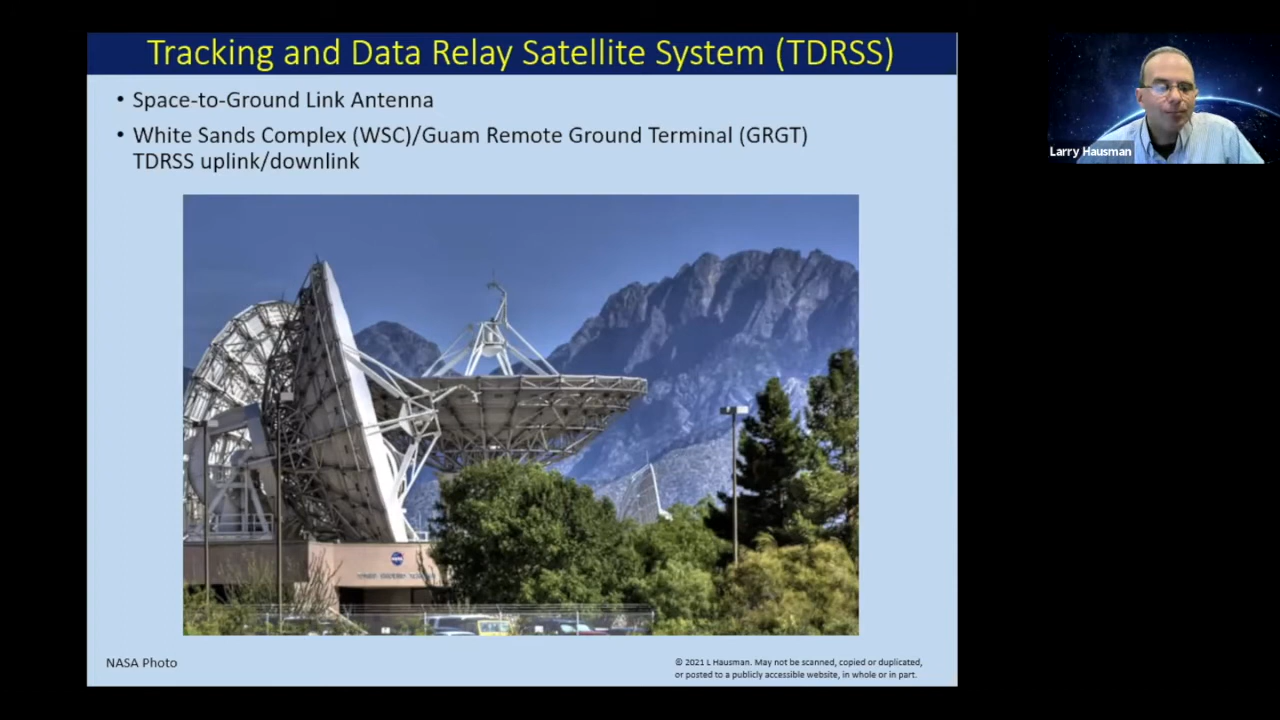 Tracking and Data Relay Satellite System (TDRSS)
• Space-to-Ground Link Antenna
• White Sands Complex (WSC)/Guam Remote Ground Terminal (GRGT)
TDRSS uplink/downlink
Larry Hausman
NASA
NASA Photo
© 2021 L Hausman. May not be scanned, copied or duplicated,
or posted to a publicly accessible website, in whole or in part.